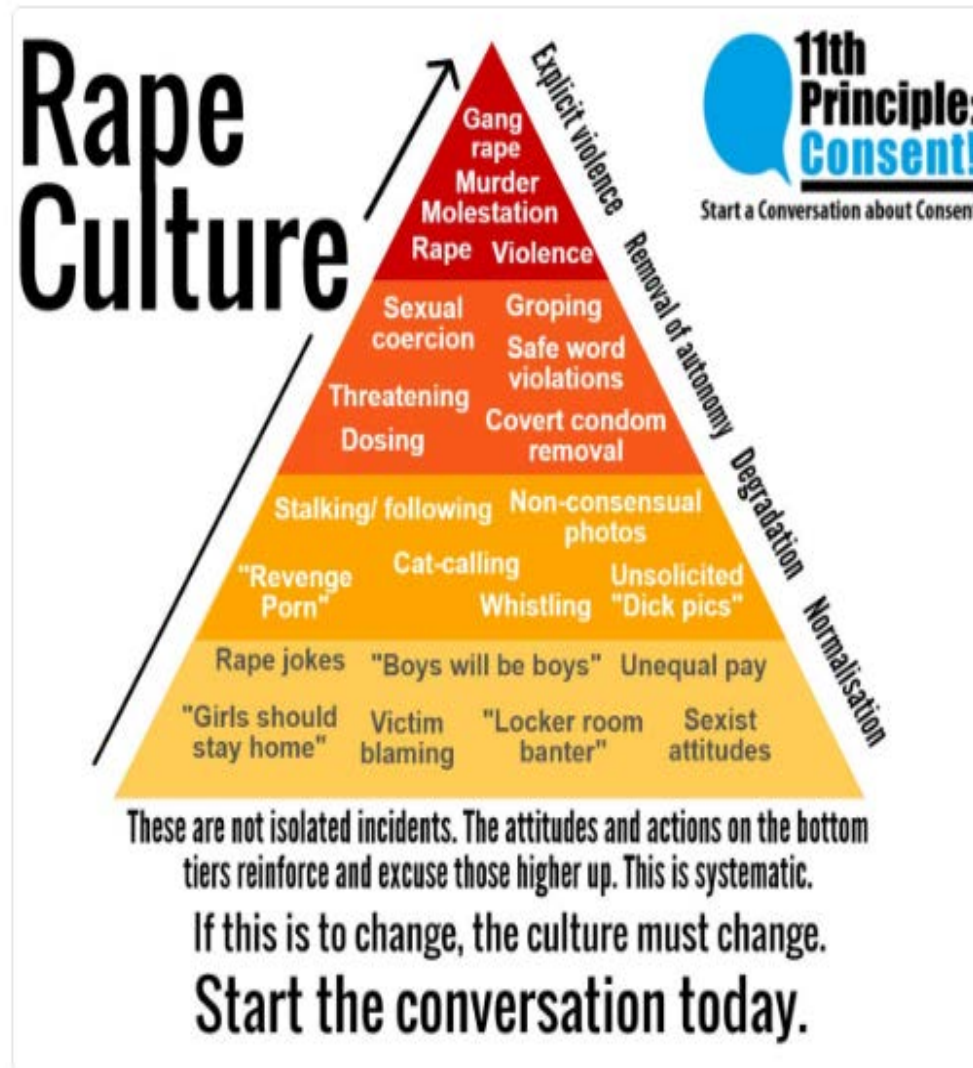 Rape
Culture
11th
Principle:
Consent!
Start a Conversation about Consent
Explicit violence
Removal of autonomy
Degradation
Normalisation
Gang
rape
Murder
Molestation
Rape Violence
Sexual
coercion
Groping
Safe word
violations
Threatening
Dosing
Covert condom
removal
Stalking/ following
Non-consensual
photos
Cat-calling
"Revenge
Porn"
Whistling
Unsolicited
"Dick pics"
Rape jokes
"Boys will be boys"
Unequal pay
"Girls should
stay home"
Victim
blaming
"Locker room
banter"
Sexist
attitudes
These are not isolated incidents. The attitudes and actions on the bottom
tiers reinforce and excuse those higher up. This is systematic.
If this is to change, the culture must change.
Start the conversation today.